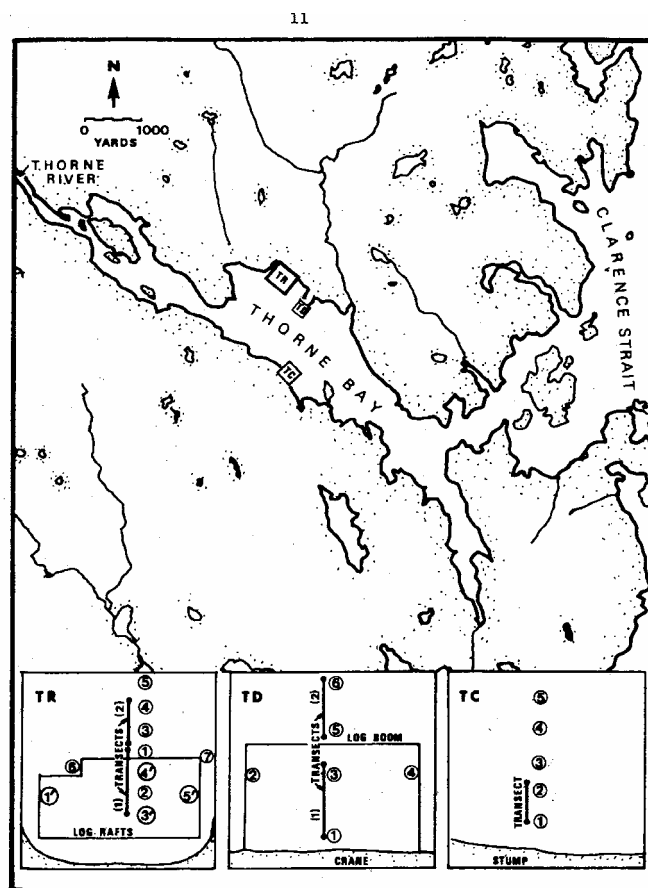 11
N
0 1000
YARDS
THORNE
RIVER
TR
TD
THORNE BAY
TC
CLARENCE STRAIT
TR
5
4
3
1
4'
2
3'
6
7
1'
5'
(2)
TRANSECTS
(1)
LOG RAFTS
TD
6
(2)
5
LOG BOOM
TRANSECTS
2
3
4
(1)
1
CRANE
TC
5
4
3
2
1
TRANSECT
STUMP